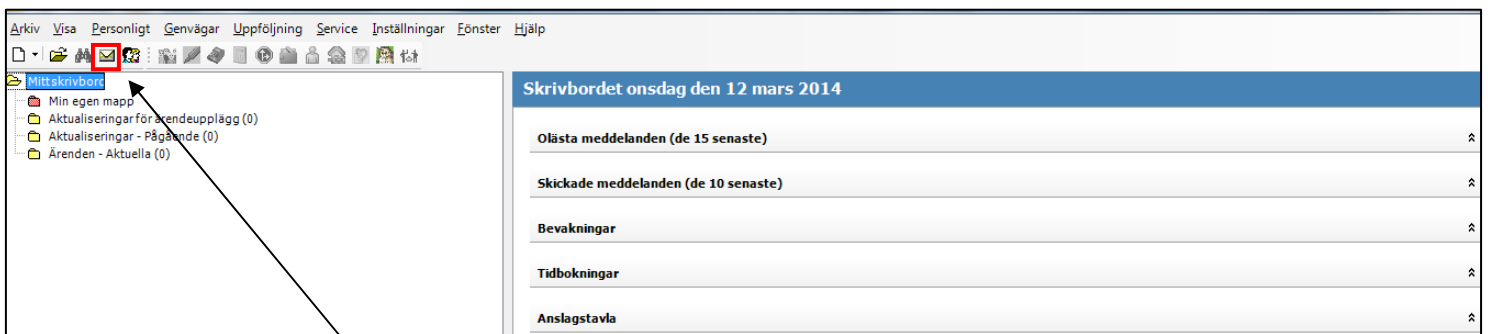 Arkiv Visa Personligt Genvägar Uppföljning Service Inställningar Fönster Hjälp
Mitt skrivbord
Min egen mapp
Aktualiseringar för ärendeupplägg (0)
Aktualiseringar - Pågående (0)
Ärenden - Aktuella (0)
Skrivbordet onsdag den 12 mars 2014
Olästa meddelanden (de 15 senaste)
Skickade meddelanden (de 10 senaste)
Bevakningar
Tidbokningar
Anslagstavla